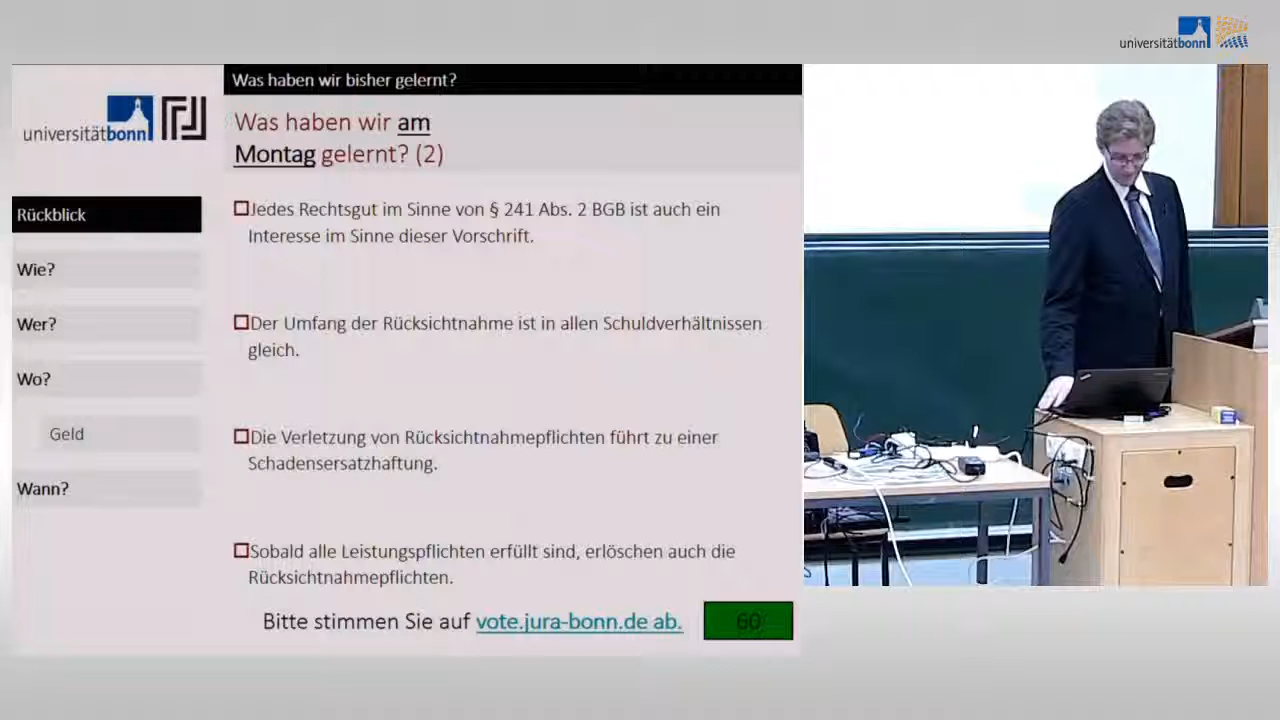 universitätbonn
Was haben wir bisher gelernt?
universitätbonn
Was haben wir am
Montag gelernt? (2)
Rückblick
Wie?
Wer?
Wo?
Geld
Wann?
Jedes Rechtsgut im Sinne von § 241 Abs. 2 BGB ist auch ein
Interesse im Sinne dieser Vorschrift.
Der Umfang der Rücksichtnahme ist in allen Schuldverhältnissen
gleich.
Die Verletzung von Rücksichtnahmepflichten führt zu einer
Schadensersatzhaftung.
Sobald alle Leistungspflichten erfüllt sind, erlöschen auch die
Rücksichtnahmepflichten.
Bitte stimmen Sie auf vote.jura-bonn.de ab.
60